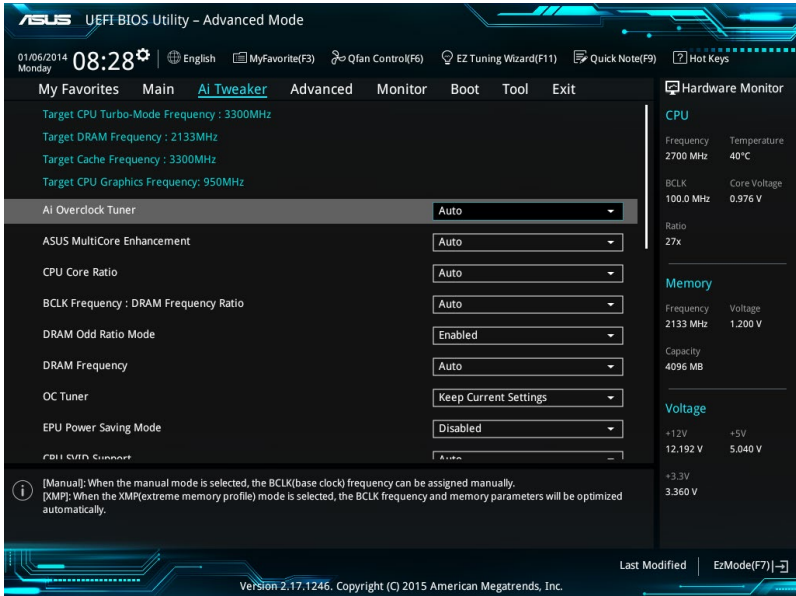 ASUS UEFI BIOS Utility – Advanced Mode
01/06/2014 Monday 08:28 English MyFavorite(F3) Qfan Control(F6) EZ Tuning Wizard(F11) Quick Note(F9) ? Hot Keys
My Favorites Main Ai Tweaker Advanced Monitor Boot Tool Exit
Target CPU Turbo-Mode Frequency : 3300MHz
Target DRAM Frequency : 2133MHz
Target Cache Frequency : 3300MHz
Target CPU Graphics Frequency: 950MHz
Ai Overclock Tuner Auto
ASUS MultiCore Enhancement Auto
CPU Core Ratio Auto
BCLK Frequency : DRAM Frequency Ratio Auto
DRAM Odd Ratio Mode Enabled
DRAM Frequency Auto
OC Tuner Keep Current Settings
EPU Power Saving Mode Disabled
CPU SVID Support Auto
[Manual]: When the manual mode is selected, the BCLK(base clock) frequency can be assigned manually.
[XMP]: When the XMP(extreme memory profile) mode is selected, the BCLK frequency and memory parameters will be optimized
automatically.
Hardware Monitor
CPU
Frequency Temperature
2700 MHz 40°C
BCLK Core Voltage
100.0 MHz 0.976 V
Ratio
27x
Memory
Frequency Voltage
2133 MHz 1.200 V
Capacity
4096 MB
Voltage
+12V +5V
12.192 V 5.040 V
+3.3V
3.360 V
Last Modified EzMode(F7)
Version 2.17.1246. Copyright (C) 2015 American Megatrends, Inc.